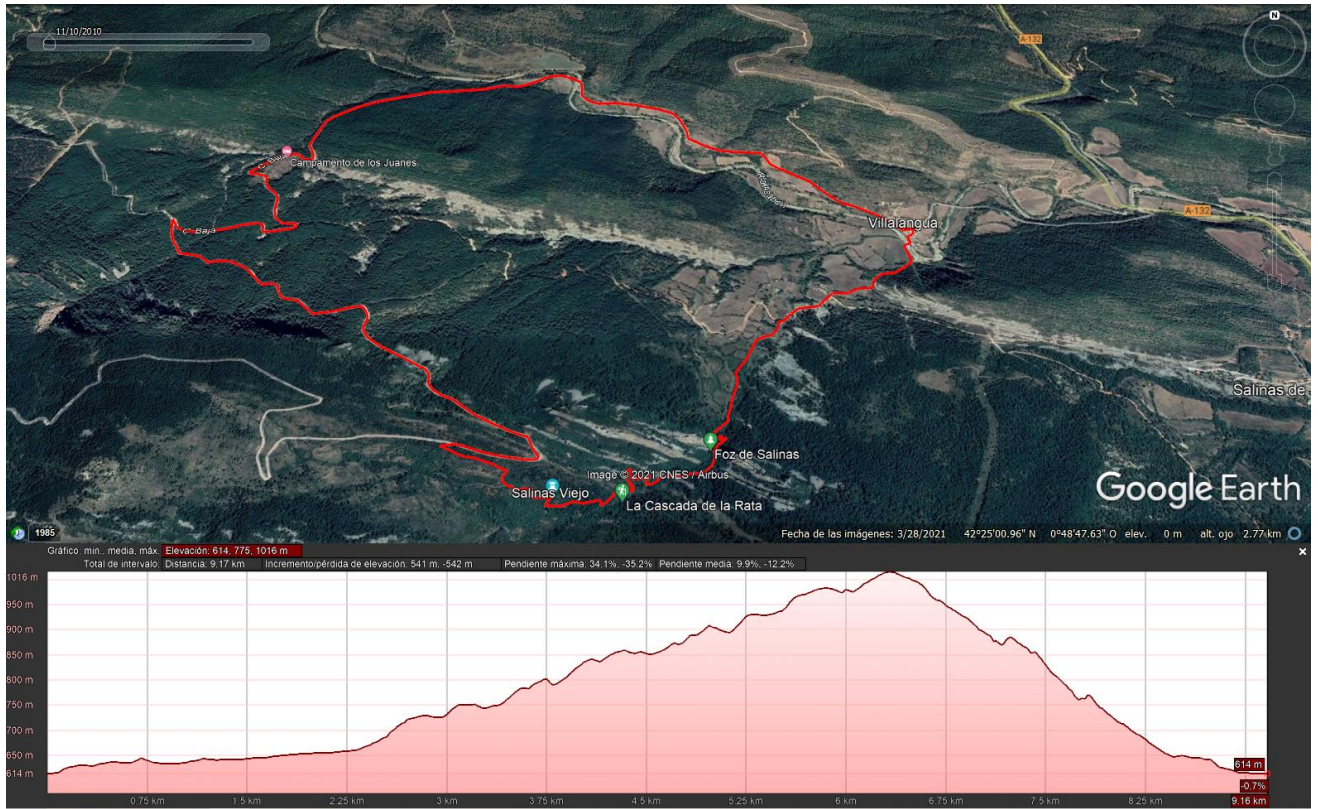 11/10/2010
N
A-132
C. Baja
Campamento de los Juanes
A-132
Villalangua
C. Baja
Salinas de
Foz de Salinas
Image © 2021 CNES / Airbus
Salinas Viejo
La Cascada de la Rata
Google Earth
1985
Fecha de las imágenes: 3/28/2021 42°25'00.96" N 0°48'47.63" O elev. 0 m alt. ojo 2.77 km
Gráfico: min., media, máx. Elevación: 614, 775, 1016 m
Total de intervalo: Distancia: 9.17 km Incremento/pérdida de elevación: 541 m, -542 m Pendiente máxima: 34.1%, -35.2% Pendiente media: 9.9%, -12.2%
1016 m
950 m
900 m
850 m
800 m
750 m
700 m
650 m
614 m
614 m
-0.7%
0.75 km 1.5 km 2.25 km 3 km 3.75 km 4.5 km 5.25 km 6 km 6.75 km 7.5 km 8.25 km 9.16 km